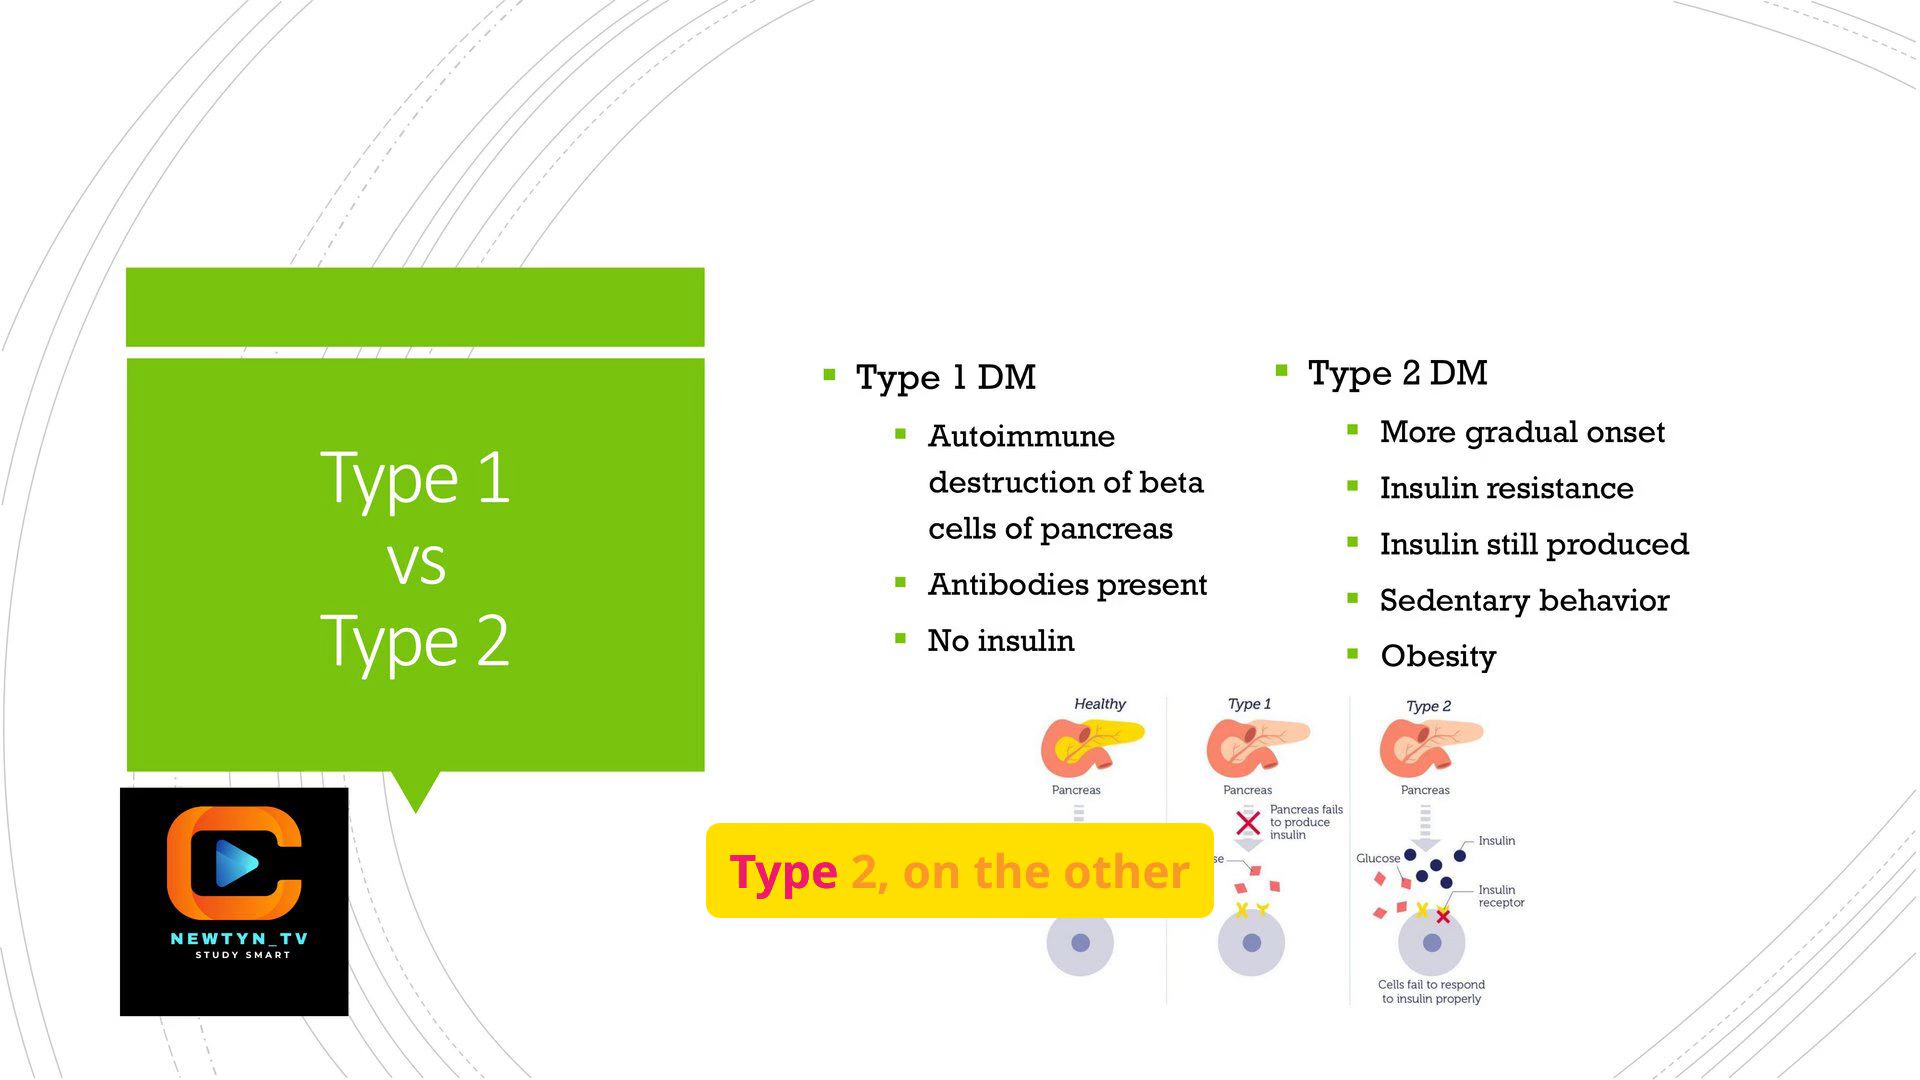 Type 1
vs
Type 2
Type 1 DM
Autoimmune
destruction of beta
cells of pancreas
Antibodies present
No insulin
Type 2 DM
More gradual onset
Insulin resistance
Insulin still produced
Sedentary behavior
Obesity
Healthy
Pancreas
Type 1
Pancreas
Pancreas fails
to produce
insulin
se
Type 2
Pancreas
Insulin
Glucose
Insulin
receptor
Cells fail to respond
to insulin properly
Type 2, on the other
NEWTYN_TV
STUDY SMART